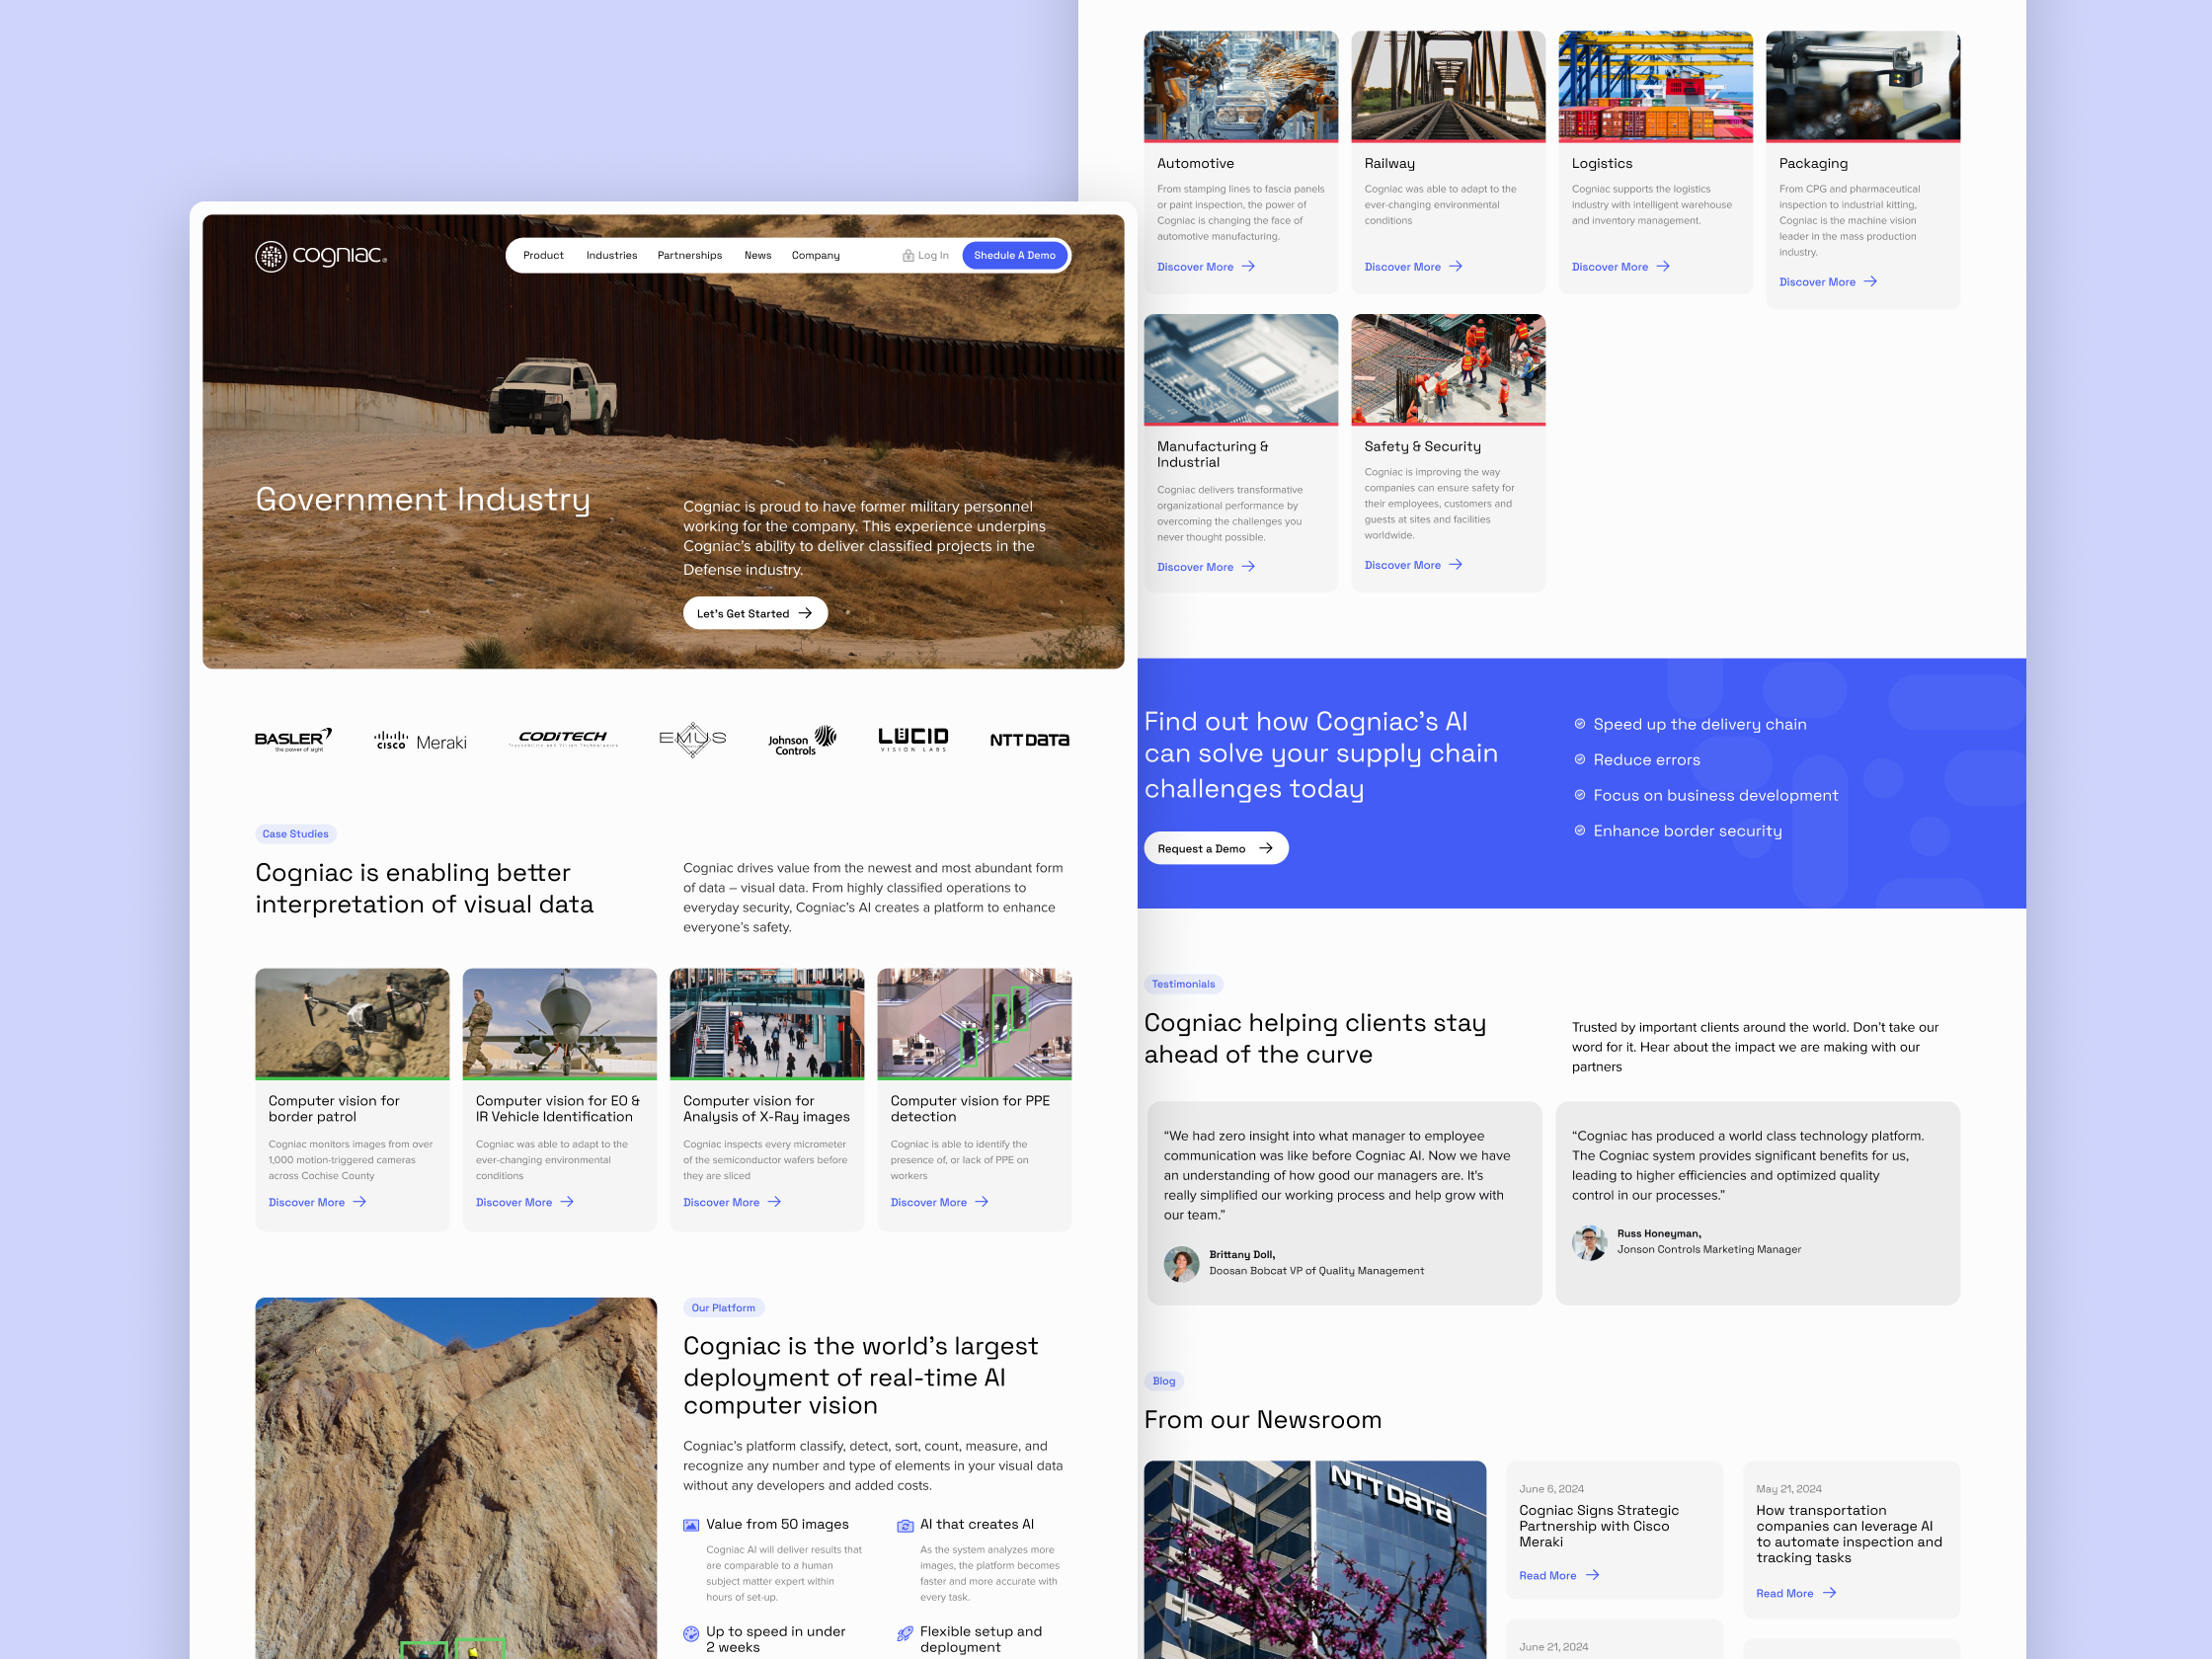 cogniac
Product
Industries
Partnerships
News
Company
Log In
Shedule A Demo
Government Industry
Cogniac is proud to have former military personnel
working for the company. This experience underpins
Cogniac's ability to deliver classified projects in the
Defense industry.
Let's Get Started
BASLER
the power of sight
CISCO
Meraki
CODITECH
Traceability and Vision Technologies
EMUS
Johnson
Controls
LUCID
VISION LABS
NTT DATA
Case Studies
Cogniac is enabling better
interpretation of visual data
Cogniac drives value from the newest and most abundant form
of data – visual data. From highly classified operations to
everyday security, Cogniac's AI creates a platform to enhance
everyone's safety.
Computer vision for
border patrol
Cogniac monitors images from over
1,000 motion-triggered cameras
across Cochise County
Discover More
Computer vision for EO &
IR Vehicle Identification
Cogniac was able to adapt to the
ever-changing environmental
conditions
Discover More
Computer vision for
Analysis of X-Ray images
Cogniac inspects every micrometer
of the semiconductor wafers before
they are sliced
Discover More
Computer vision for PPE
detection
Cogniac is able to identify the
presence of, or lack of PPE on
workers
Discover More
Our Platform
Cogniac is the world's largest
deployment of real-time AI
computer vision
Cogniac's platform classify, detect, sort, count, measure, and
recognize any number and type of elements in your visual data
without any developers and added costs.
Value from 50 images
Cogniac AI will deliver results that
are comparable to a human
subject matter expert within
hours of set-up.
AI that creates AI
As the system analyzes more
images, the platform becomes
faster and more accurate with
every task.
Up to speed in under
2 weeks
Flexible setup and
deployment
Automotive
From stamping lines to fascia panels
or paint inspection, the power of
Cogniac is changing the face of
automotive manufacturing.
Discover More
Railway
Cogniac was able to adapt to the
ever-changing environmental
conditions
Discover More
Logistics
Cogniac supports the logistics
industry with intelligent warehouse
and inventory management.
Discover More
Packaging
From CPG and pharmaceutical
inspection to industrial kitting,
Cogniac is the machine vision
leader in the mass production
industry.
Discover More
Manufacturing &
Industrial
Cogniac delivers transformative
organizational performance by
overcoming the challenges you
never thought possible.
Discover More
Safety & Security
Cogniac is improving the way
companies can ensure safety for
their employees, customers and
guests at sites and facilities
worldwide.
Discover More
Find out how Cogniac's AI
can solve your supply chain
challenges today
Request a Demo
Speed up the delivery chain
Reduce errors
Focus on business development
Enhance border security
Testimonials
Cogniac helping clients stay
ahead of the curve
Trusted by important clients around the world. Don't take our
word for it. Hear about the impact we are making with our
partners
“We had zero insight into what manager to employee
communication was like before Cogniac AI. Now we have
an understanding of how good our managers are. It's
really simplified our working process and help grow with
our team.”
Brittany Doll,
Doosan Bobcat VP of Quality Management
“Cogniac has produced a world class technology platform.
The Cogniac system provides significant benefits for us,
leading to higher efficiencies and optimized quality
control in our processes.”
Russ Honeyman,
Jonson Controls Marketing Manager
Blog
From our Newsroom
NTT DATA
June 6, 2024
Cogniac Signs Strategic
Partnership with Cisco
Meraki
Read More
May 21, 2024
How transportation
companies can leverage AI
to automate inspection and
tracking tasks
Read More
June 21, 2024